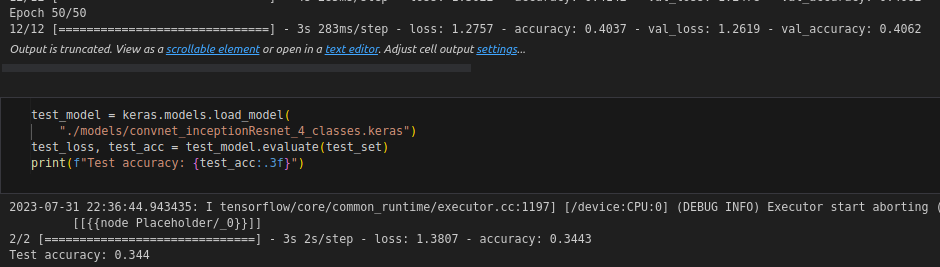 Epoch 50/50
12/12 [==============================] - 3s 283ms/step - loss: 1.2757 - accuracy: 0.4037 - val_loss: 1.2619 - val_accuracy: 0.4062
Output is truncated. View as a scrollable element or open in a text editor. Adjust cell output settings...
test_model = keras.models.load_model(
"./models/convnet_inceptionResnet_4_classes.keras")
test_loss, test_acc = test_model.evaluate(test_set)
print(f"Test accuracy: {test_acc:.3f}")
2023-07-31 22:36:44.943435: I tensorflow/core/common_runtime/executor.cc:1197] [/device:CPU:0] (DEBUG INFO) Executor start aborting (
[[{{node Placeholder/_0}}]]
2/2 [==============================] - 3s 2s/step - loss: 1.3807 - accuracy: 0.3443
Test accuracy: 0.344